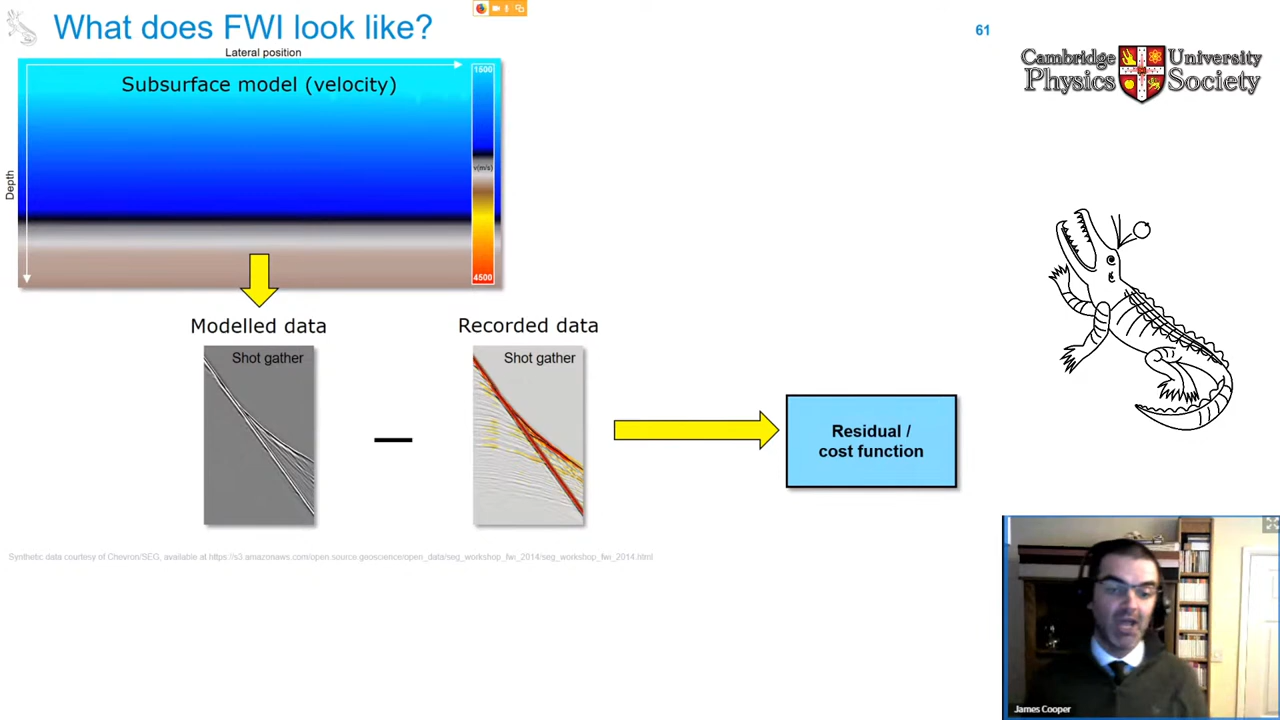 What does FWI look like?
61
Lateral position
Subsurface model (velocity)
1500
v(m/s)
4500
Depth
Modelled data
Recorded data
Shot gather
Shot gather
Residual /
cost function
Synthetic data courtesy of Chevron/SEG, available at https://s3.amazonaws.com/open.source.geoscience/open_data/seg_workshop_fwi_2014/seg_workshop_fwi_2014.html
Cambridge University
Physics Society
James Cooper